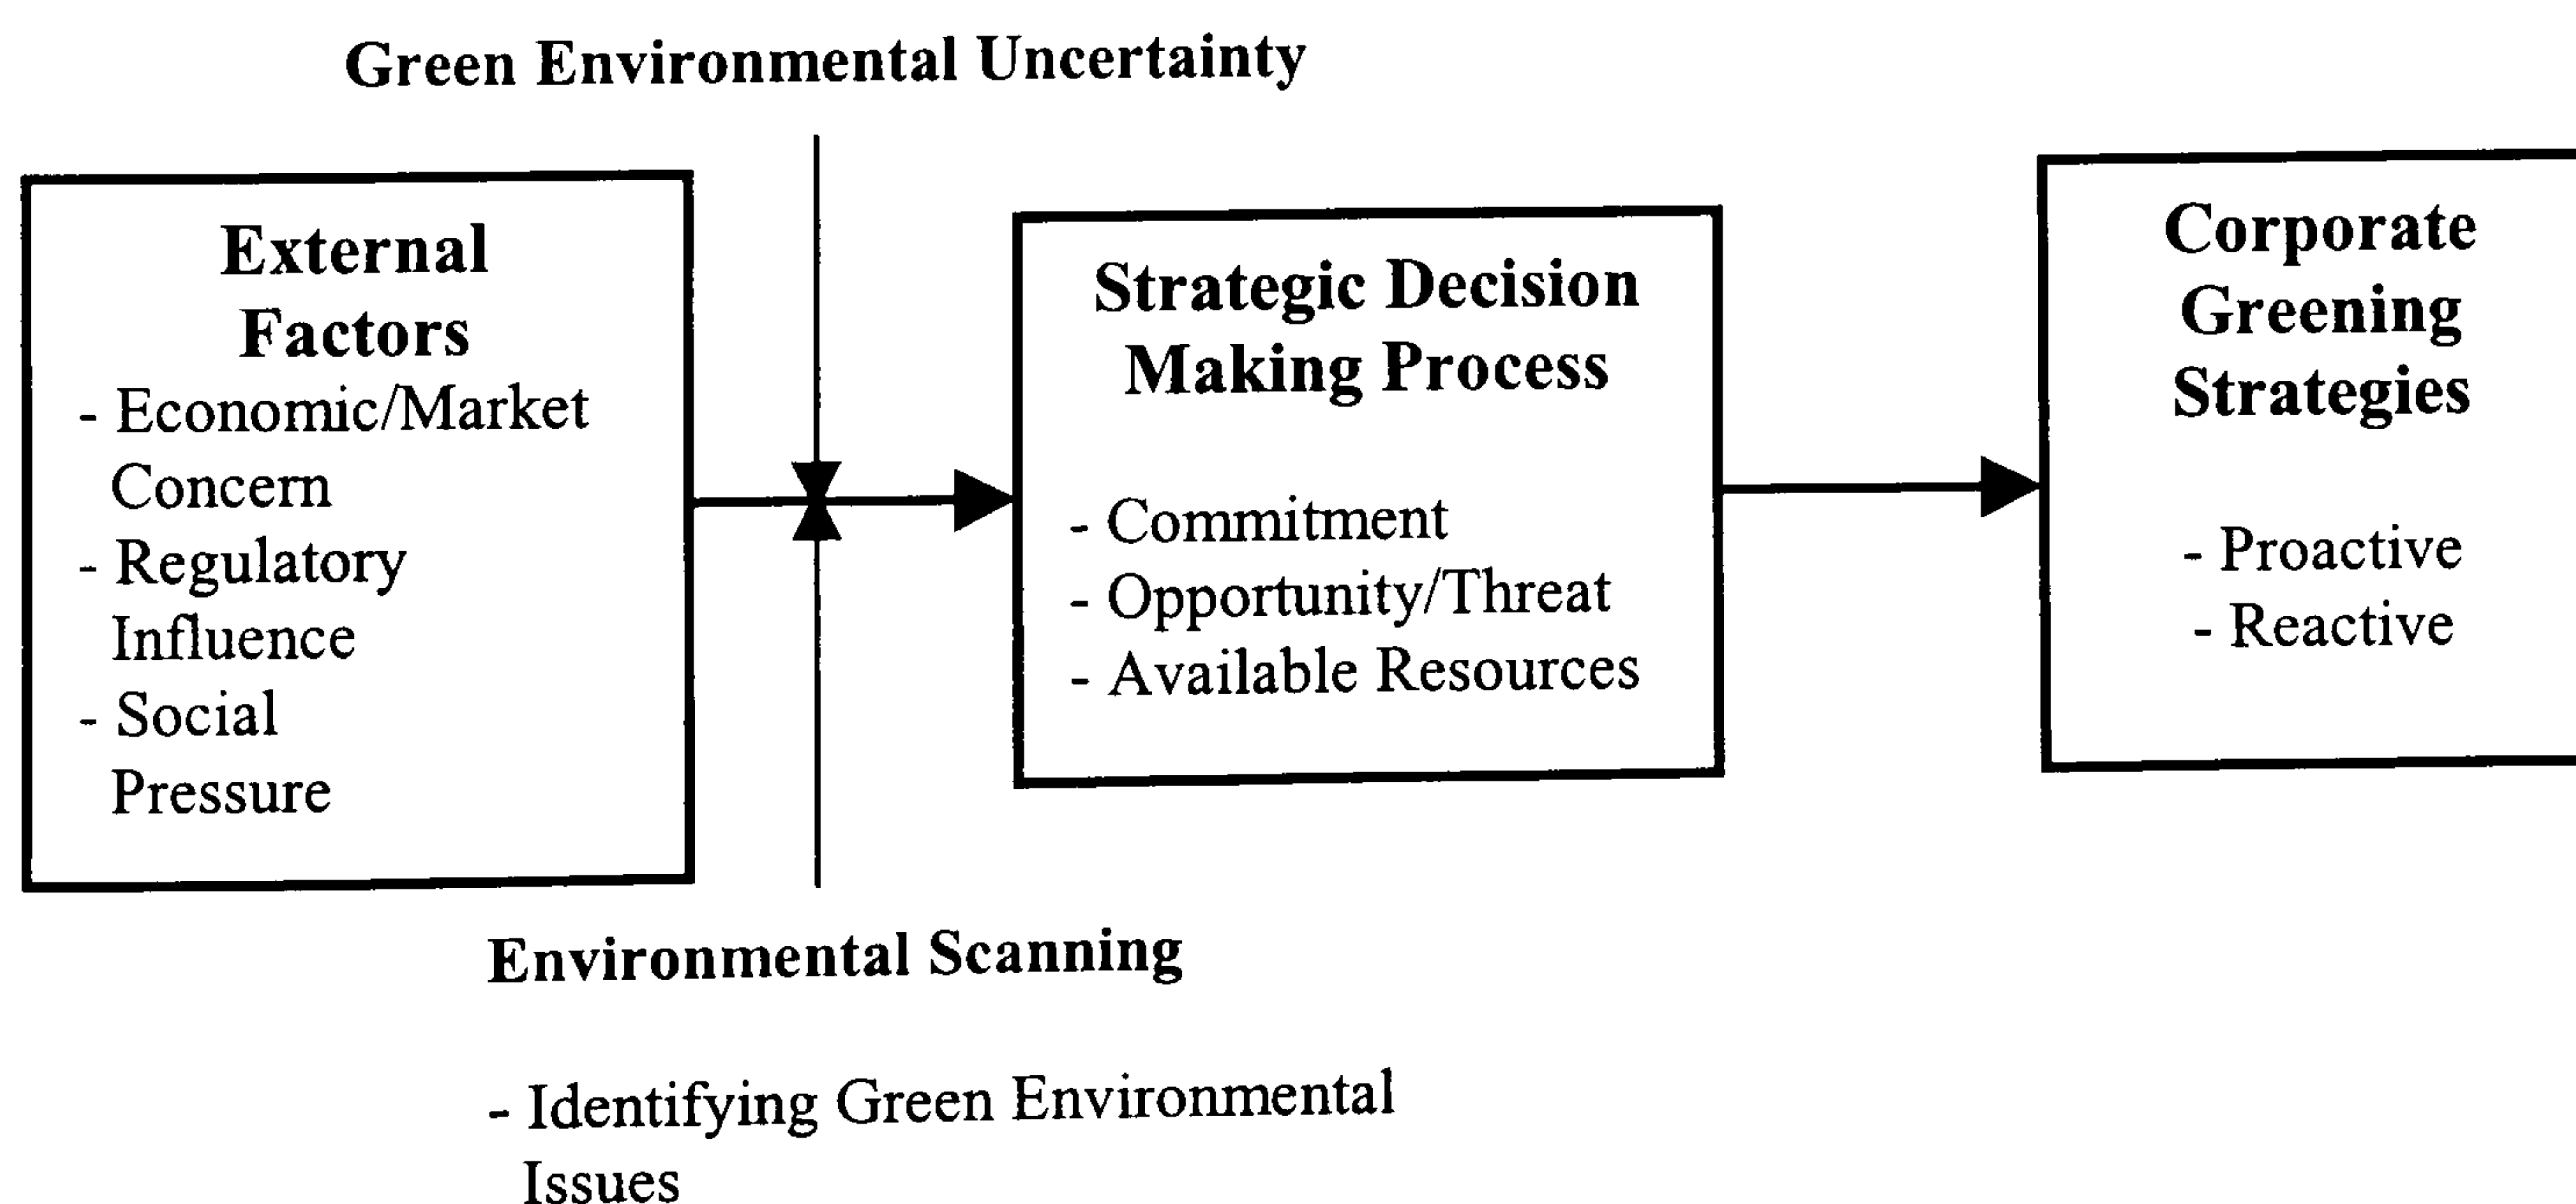 Green Environmental Uncertainty
External
Factors
- Economic/Market
Concern
- Regulatory
Influence
- Social
Pressure
Strategic Decision
Making Process
- Commitment
- Opportunity/Threat
- Available Resources
Corporate
Greening
Strategies
- Proactive
- Reactive
Environmental Scanning
- Identifying Green Environmental
Issues